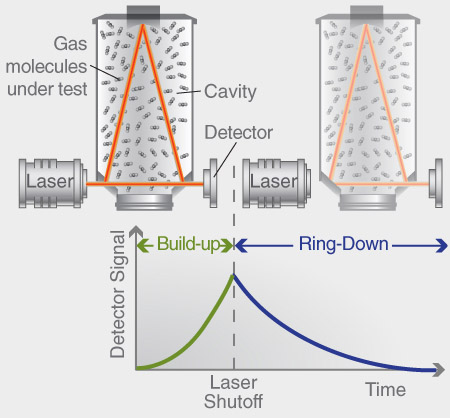 Gas
molecules
under test
Cavity
Detector
Laser
Laser
Build-up
Ring-Down
Detector Signal
Laser
Shutoff
Time